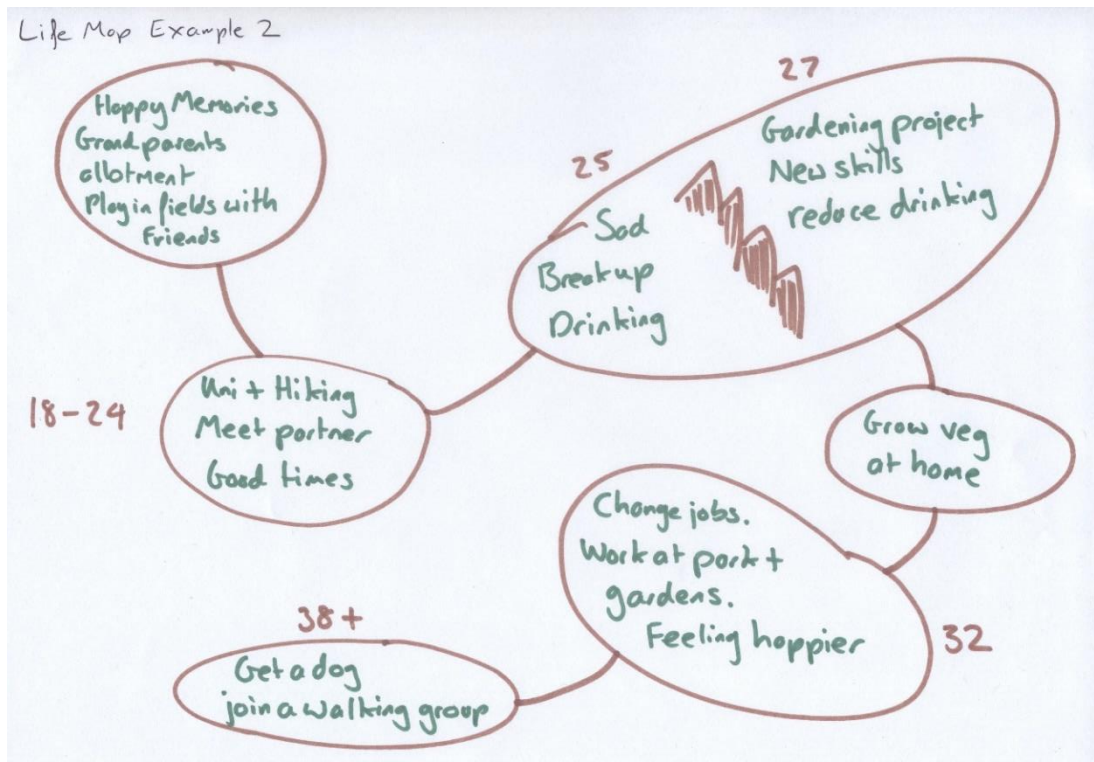 Life Map Example 2
Happy Memories
Grandparents
allotment
Play in fields with
Friends
18-24
Uni + Hiking
Meet partner
Good times
25
Sad
Breakup
Drinking
27
Gardening project
New skills
reduce drinking
Grow veg
at home
32
Change jobs.
Work at park +
gardens.
Feeling happier
38+
Get a dog
join a walking group